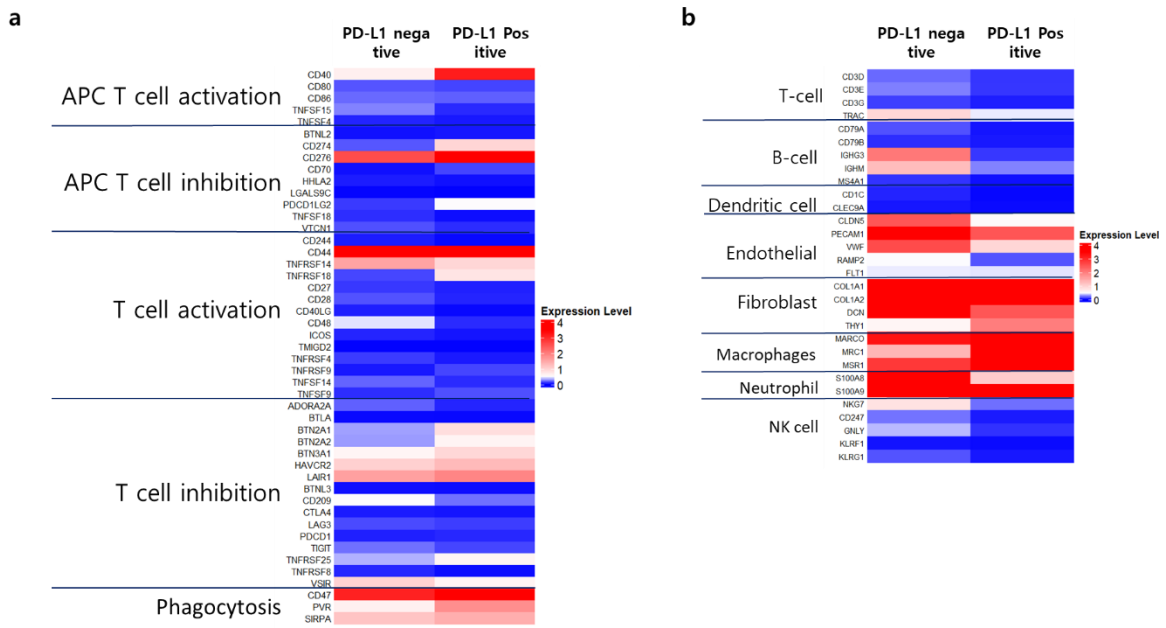 a
PD-L1 nega
tive
PD-L1 Pos
itive
APC T cell activation
CD40
CD80
CD86
TNFSF15
TNFSF4
APC T cell inhibition
BTNL2
CD274
CD276
CD70
HHLA2
LGALS9C
PDCD1LG2
TNFSF18
VTCN1
T cell activation
CD244
CD44
TNFRSF14
TNFRSF18
CD27
CD28
CD40LG
CD48
ICOS
TMIGD2
TNFRSF4
TNFRSF9
TNFSF14
TNFSF9
T cell inhibition
ADORA2A
BTLA
BTN2A1
BTN2A2
BTN3A1
HAVCR2
LAIR1
BTNL3
CD209
CTLA4
LAG3
PDCD1
TIGIT
TNFRSF25
TNFRSF8
VSIR
Phagocytosis
CD47
PVR
SIRPA
Expression Level
4
3
2
1
0
b
PD-L1 nega
tive
PD-L1 Pos
itive
T-cell
CD3D
CD3E
CD3G
TRAC
B-cell
CD79A
CD79B
IGHG3
IGHM
MS4A1
Dendritic cell
CD1C
CLEC9A
Endothelial
CLDN5
PECAM1
VWF
RAMP2
FLT1
Fibroblast
COL1A1
COL1A2
DCN
THY1
Macrophages
MARCO
MRC1
MSR1
Neutrophil
S100A8
S100A9
NK cell
NKG7
CD247
GNLY
KLRF1
KLRG1
Expression Level
4
3
2
1
0